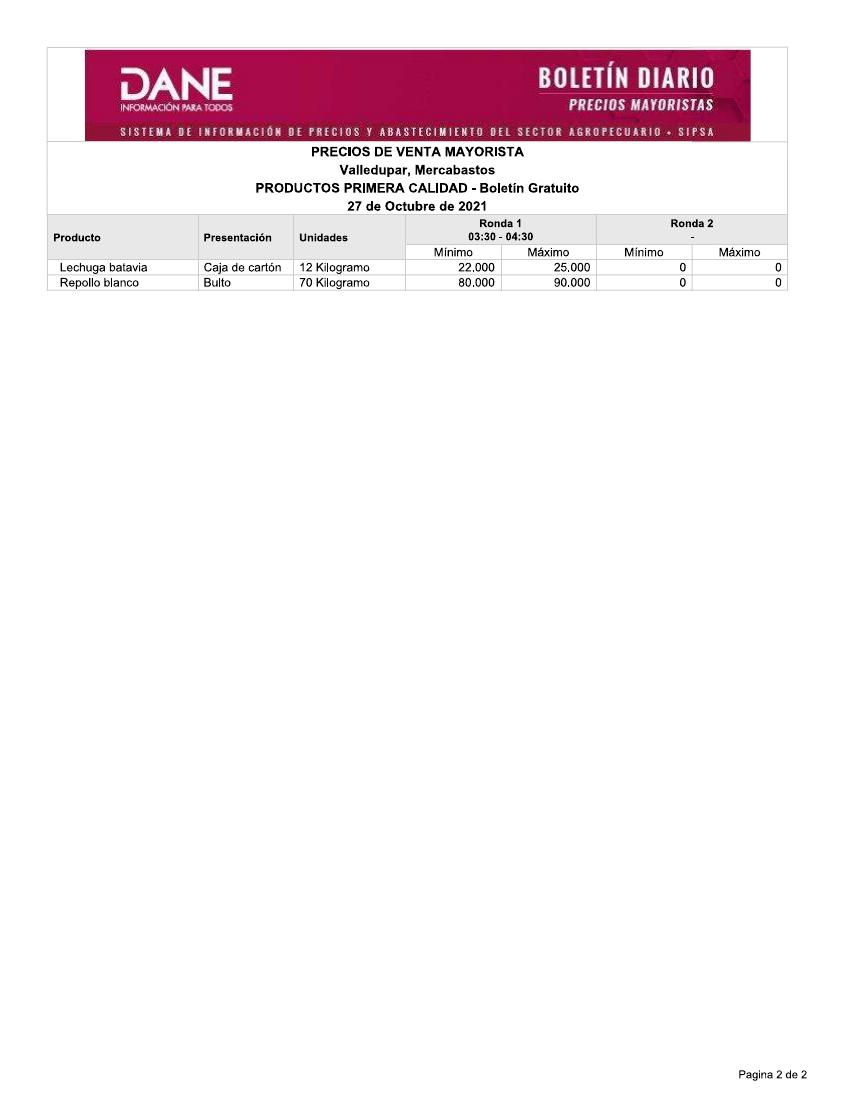 DANE
INFORMACIÓN PARA TODOS
BOLETÍN DIARIO
PRECIOS MAYORISTAS
SISTEMA DE INFORMACIÓN DE PRECIOS Y ABASTECIMIENTO DEL SECTOR AGROPECUARIO • SIPSA
PRECIOS DE VENTA MAYORISTA
Valledupar, Mercabastos
PRODUCTOS PRIMERA CALIDAD - Boletín Gratuito
27 de Octubre de 2021
Producto Presentación Unidades Ronda 1 Ronda 2
03:30 - 04:30 -
Mínimo Máximo Mínimo Máximo
Lechuga batavia Caja de cartón 12 Kilogramo 22.000 25.000 0 0
Repollo blanco Bulto 70 Kilogramo 80.000 90.000 0 0
Pagina 2 de 2